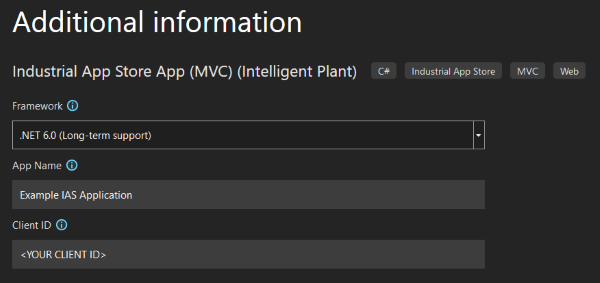 Additional information
Industrial App Store App (MVC) (Intelligent Plant) C# Industrial App Store MVC Web
Framework
.NET 6.0 (Long-term support)
App Name
Example IAS Application
Client ID
<YOUR CLIENT ID>